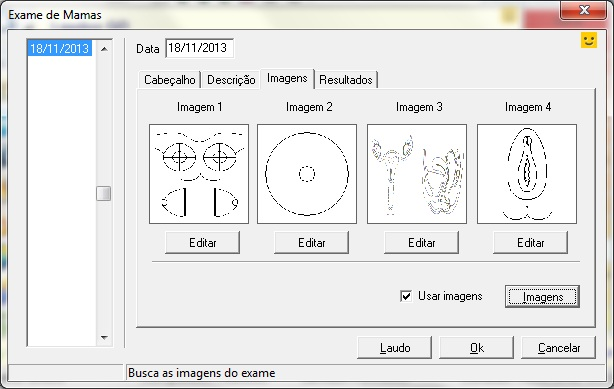 Exame de Mamas
18/11/2013
Data 18/11/2013
Cabeçalho Descrição Imagens Resultados
Imagem 1 Imagem 2 Imagem 3 Imagem 4
Editar Editar Editar Editar
Usar imagens Imagens
Laudo Ok Cancelar
Busca as imagens do exame